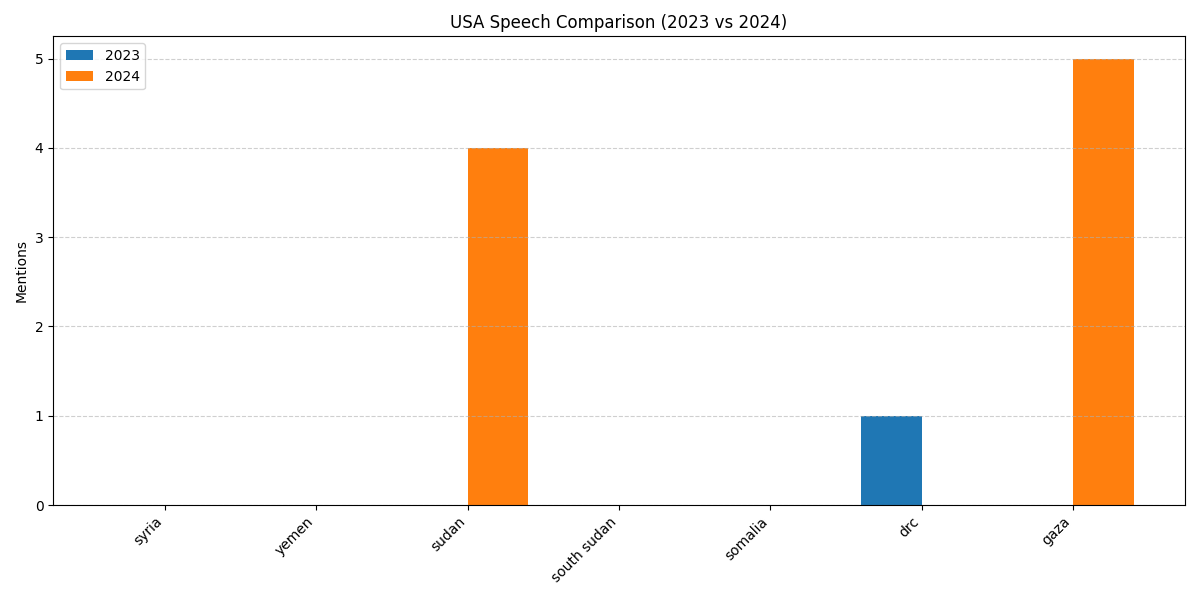 USA Speech Comparison (2023 vs 2024)
2023
2024
Mentions
5
4
3
2
1
0
syria
yemen
sudan
south sudan
somalia
drc
gaza